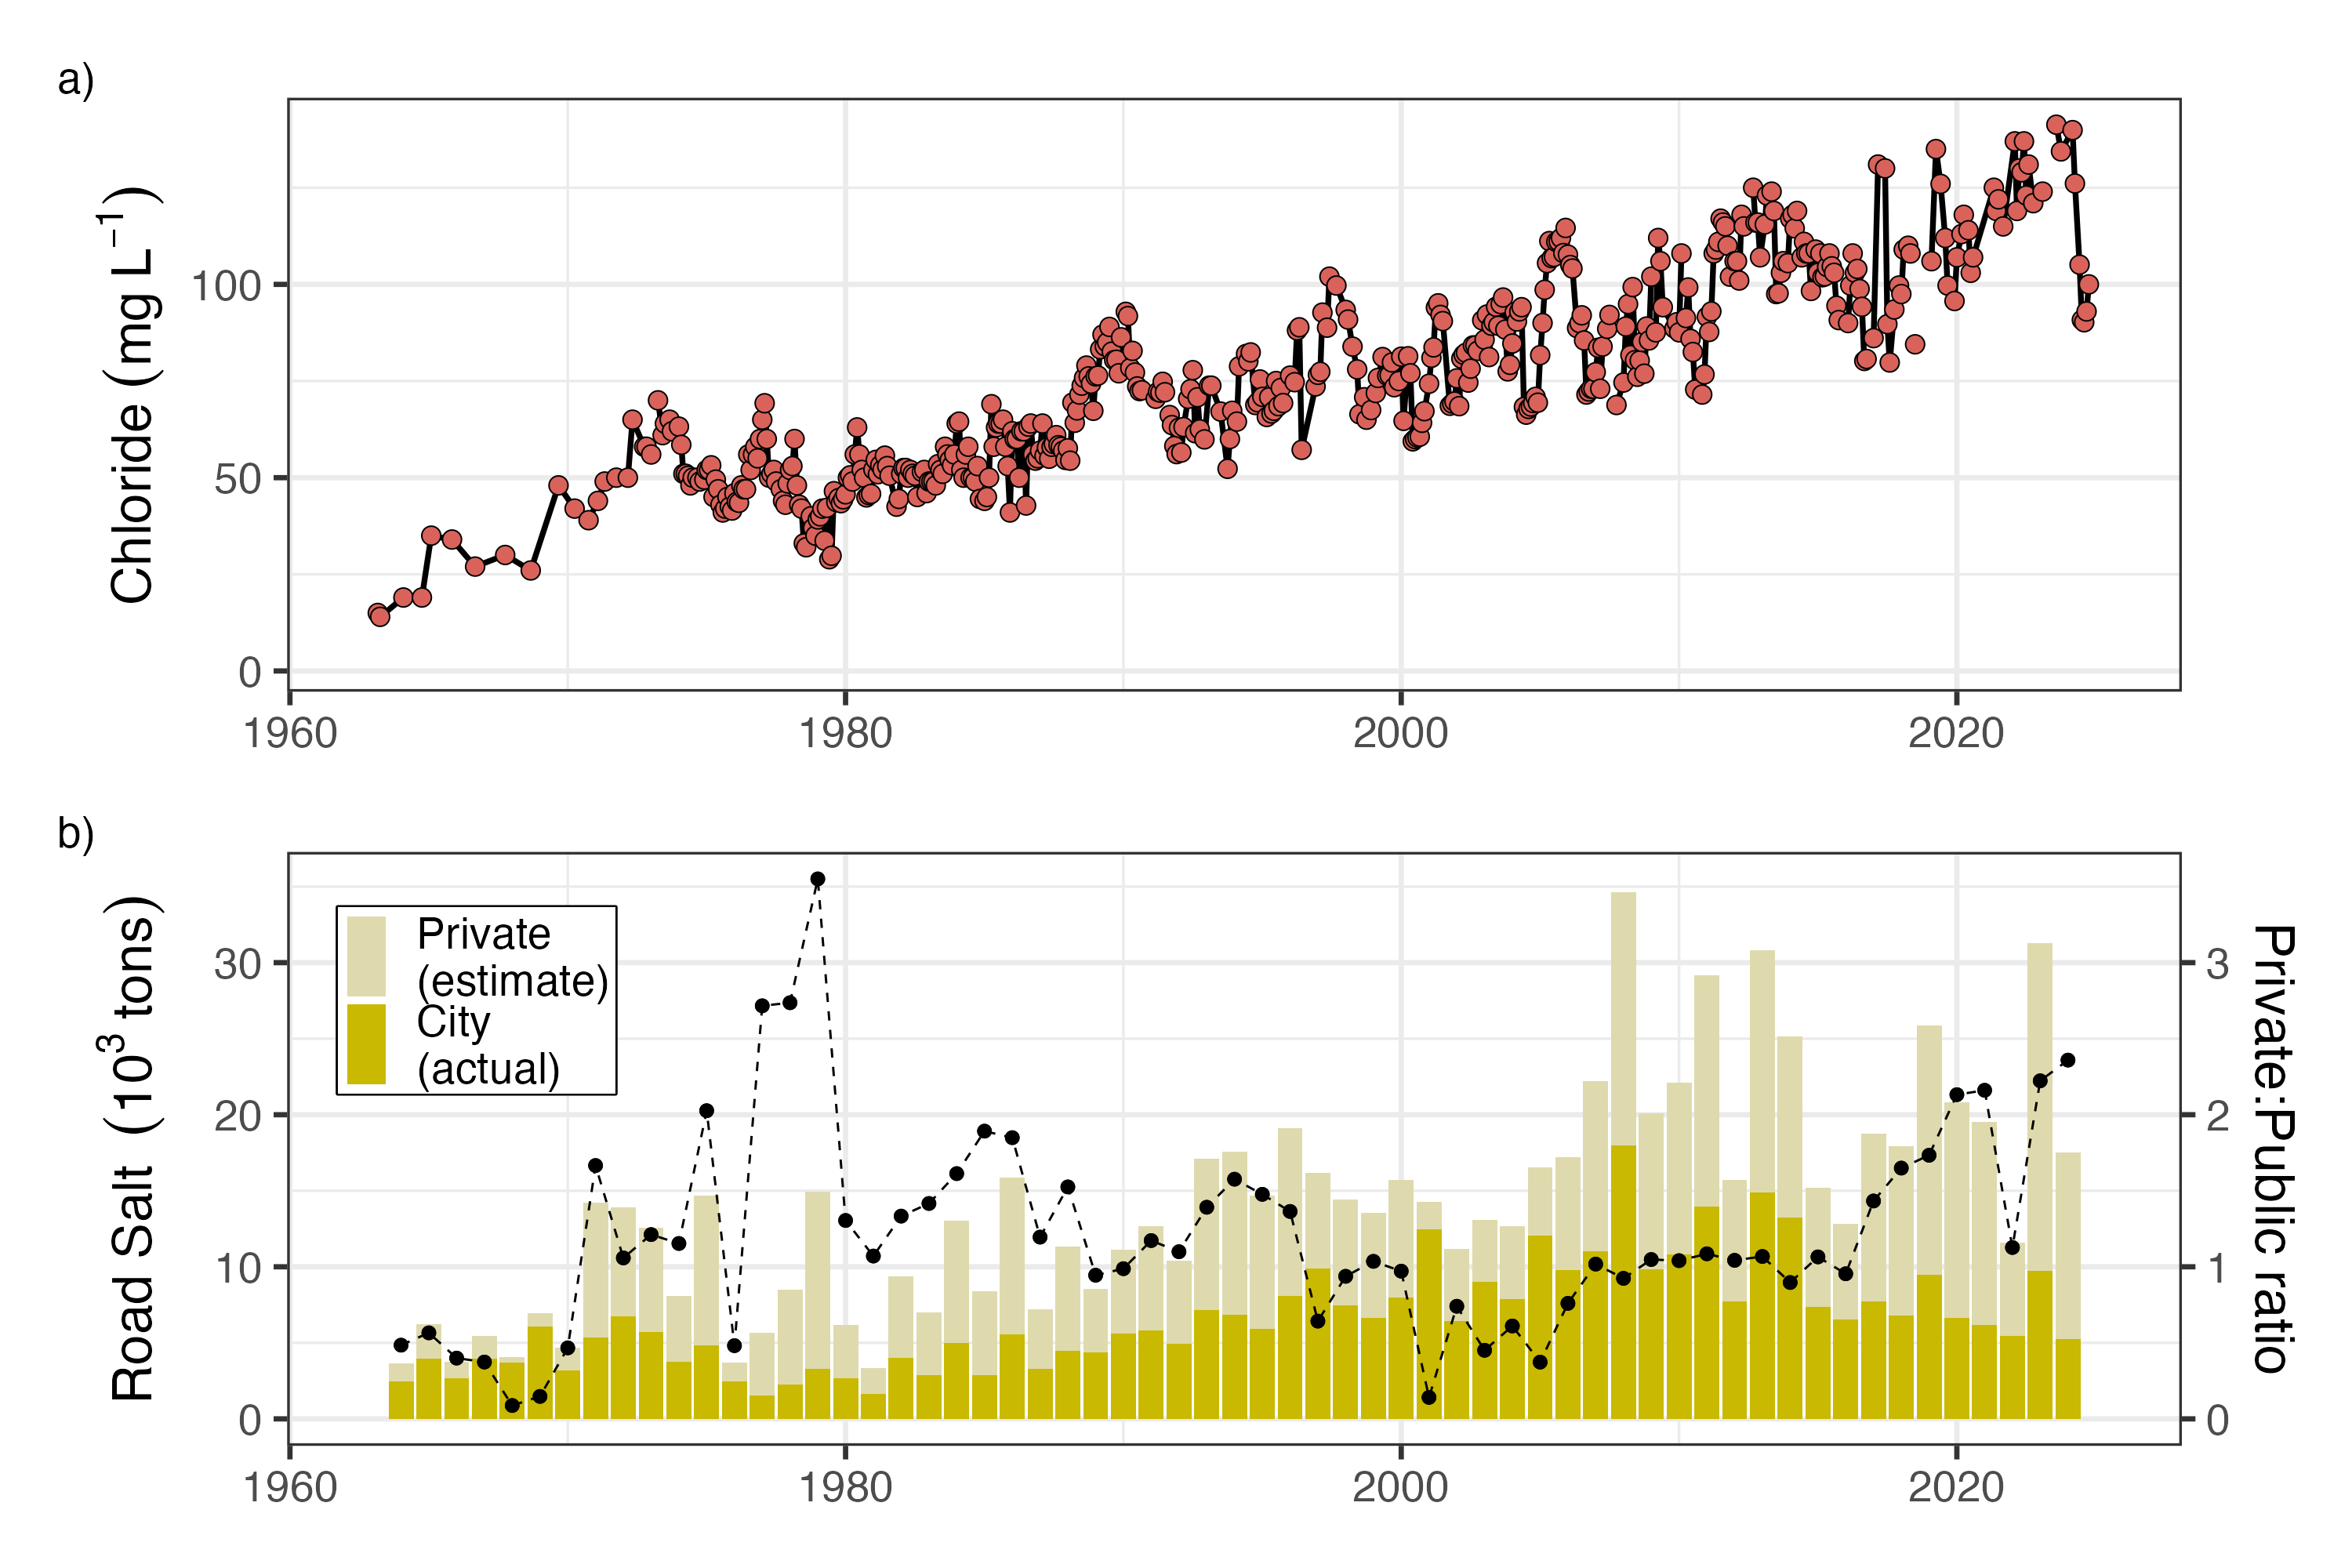 a)
Chloride (mg L⁻¹)
100
50
0
1960 1980 2000 2020
b)
Road Salt (10³ tons)
30
20
10
0
Private
(estimate)
City
(actual)
3
2
1
0
Private:Public ratio
1960 1980 2000 2020